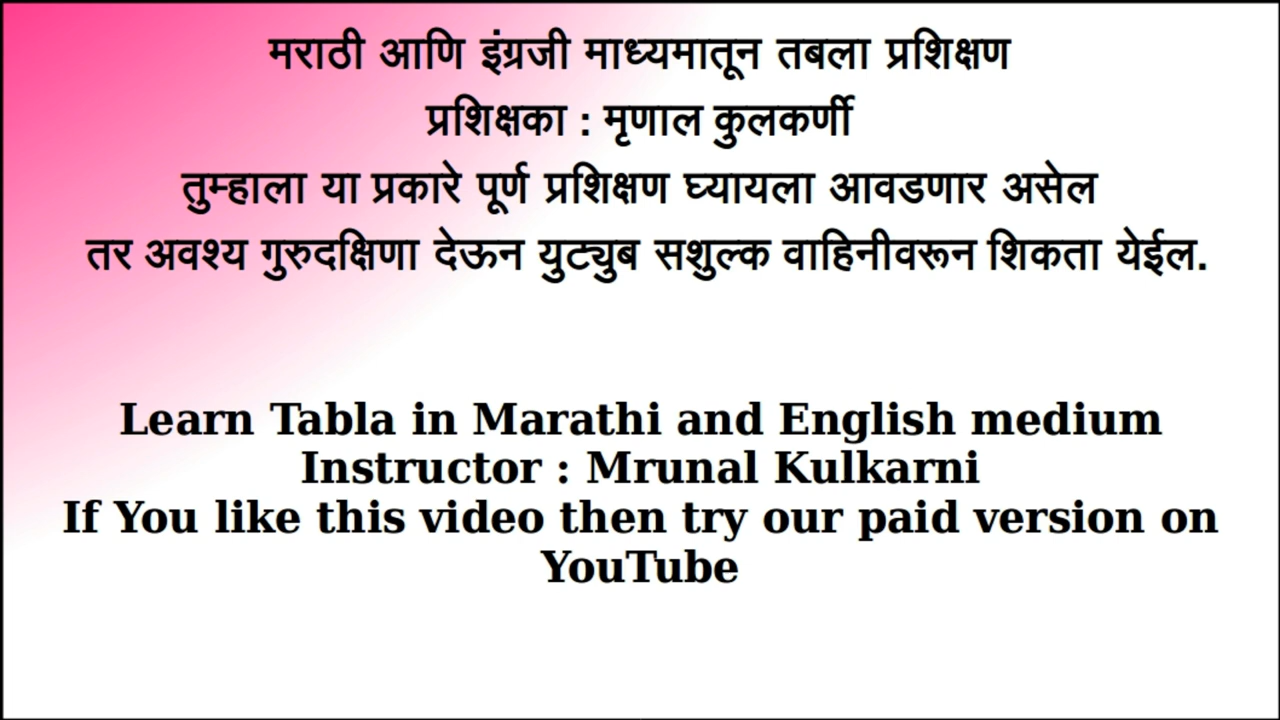 मराठी आणि इंग्रजी माध्यमातून तबला प्रशिक्षण
प्रशिक्षका : मृणाल कुलकर्णी
तुम्हाला या प्रकारे पूर्ण प्रशिक्षण घ्यायला आवडणार असेल
तर अवश्य गुरुदक्षिणा देऊन युट्युब सशुल्क वाहिनीवरून शिकता येईल.
Learn Tabla in Marathi and English medium
Instructor : Mrunal Kulkarni
If You like this video then try our paid version on
YouTube